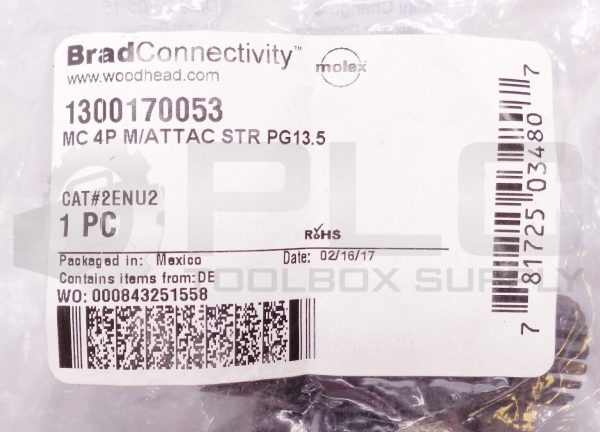 BradConnectivity™
molex
www.woodhead.com
1300170053
MC 4P M/ATTAC STR PG13.5
CAT#2ENU2
1 PC
RoHS
Packaged in: Mexico
Date: 02/16/17
Contains items from: DE
WO: 000843251558
7 81725 03480 7
PLC
TOOLBOX SUPPLY